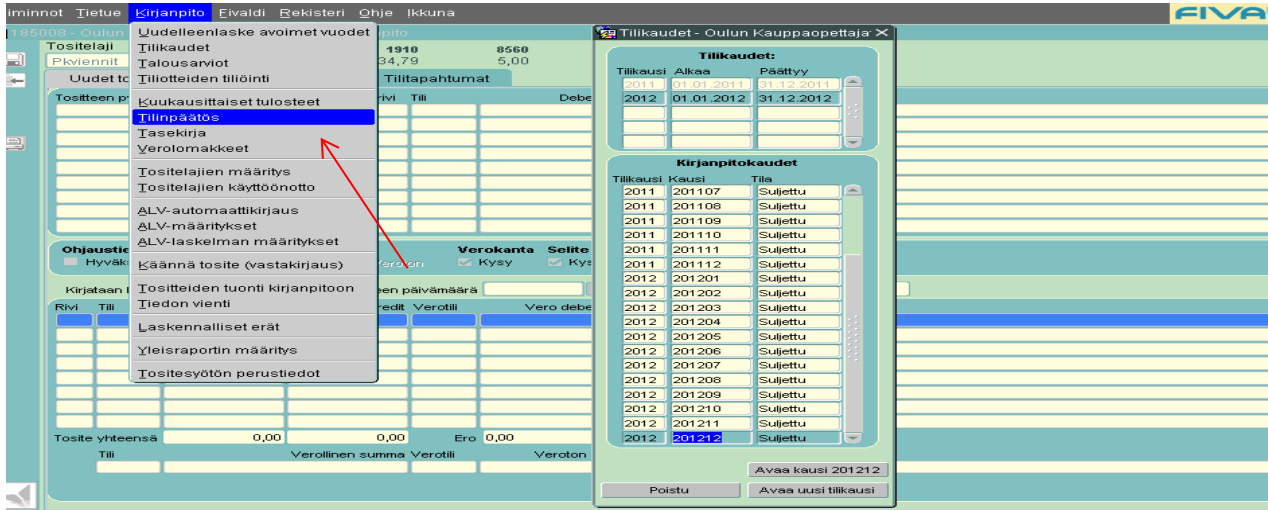 iminnot Tietue Kirjanpito Eivaldi Rekisteri Ohje Ikkuna
FIVA
185008 - Oulun
pito
Tositelaji
1910
8560
Pkviennit
34,79
5,00
Uudet to
Tilitapahtumat
Tositteen p
rivi Tili
Debe
Uudelleenlaske avoimet vuodet
Tilikaudet
Talousarviot
Tiliotteiden tiliöinti
Kuukausittaiset tulosteet
Tilinpäätös
Tasekirja
Verolomakkeet
Tositelajien määritys
Tositelajien käyttöönotto
ALV-automaattikirjaus
ALV-määritykset
ALV-laskelman määritykset
Käännä tosite (vastakirjaus)
Tositteiden tuonti kirjanpitoon
Tiedon vienti
Laskennalliset erät
Yleisraportin määritys
Tositesyötön perustiedot
Ohjaustie
Verokanta Selite
Hyväk
Veroton
Kysy
Kys
Kirjataan
een päivämäärä
Rivi Tili
redit Verotili
Vero debe
Tosite yhteensä 0,00 0,00 Ero 0,00
Tili Verollinen summa Verotili Veroton
Tilikaudet - Oulun Kauppaopettajat
Tilikaudet:
Tilikausi Alkaa Päättyy
2011 01.01.2011 31.12.2011
2012 01.01.2012 31.12.2012
Kirjanpitokaudet
Tilikausi Kausi Tila
2011 201107 Suljettu
2011 201108 Suljettu
2011 201109 Suljettu
2011 201110 Suljettu
2011 201111 Suljettu
2011 201112 Suljettu
2012 201201 Suljettu
2012 201202 Suljettu
2012 201203 Suljettu
2012 201204 Suljettu
2012 201205 Suljettu
2012 201206 Suljettu
2012 201207 Suljettu
2012 201208 Suljettu
2012 201209 Suljettu
2012 201210 Suljettu
2012 201211 Suljettu
2012 201212 Suljettu
Avaa kausi 201212
Poistu
Avaa uusi tilikausi